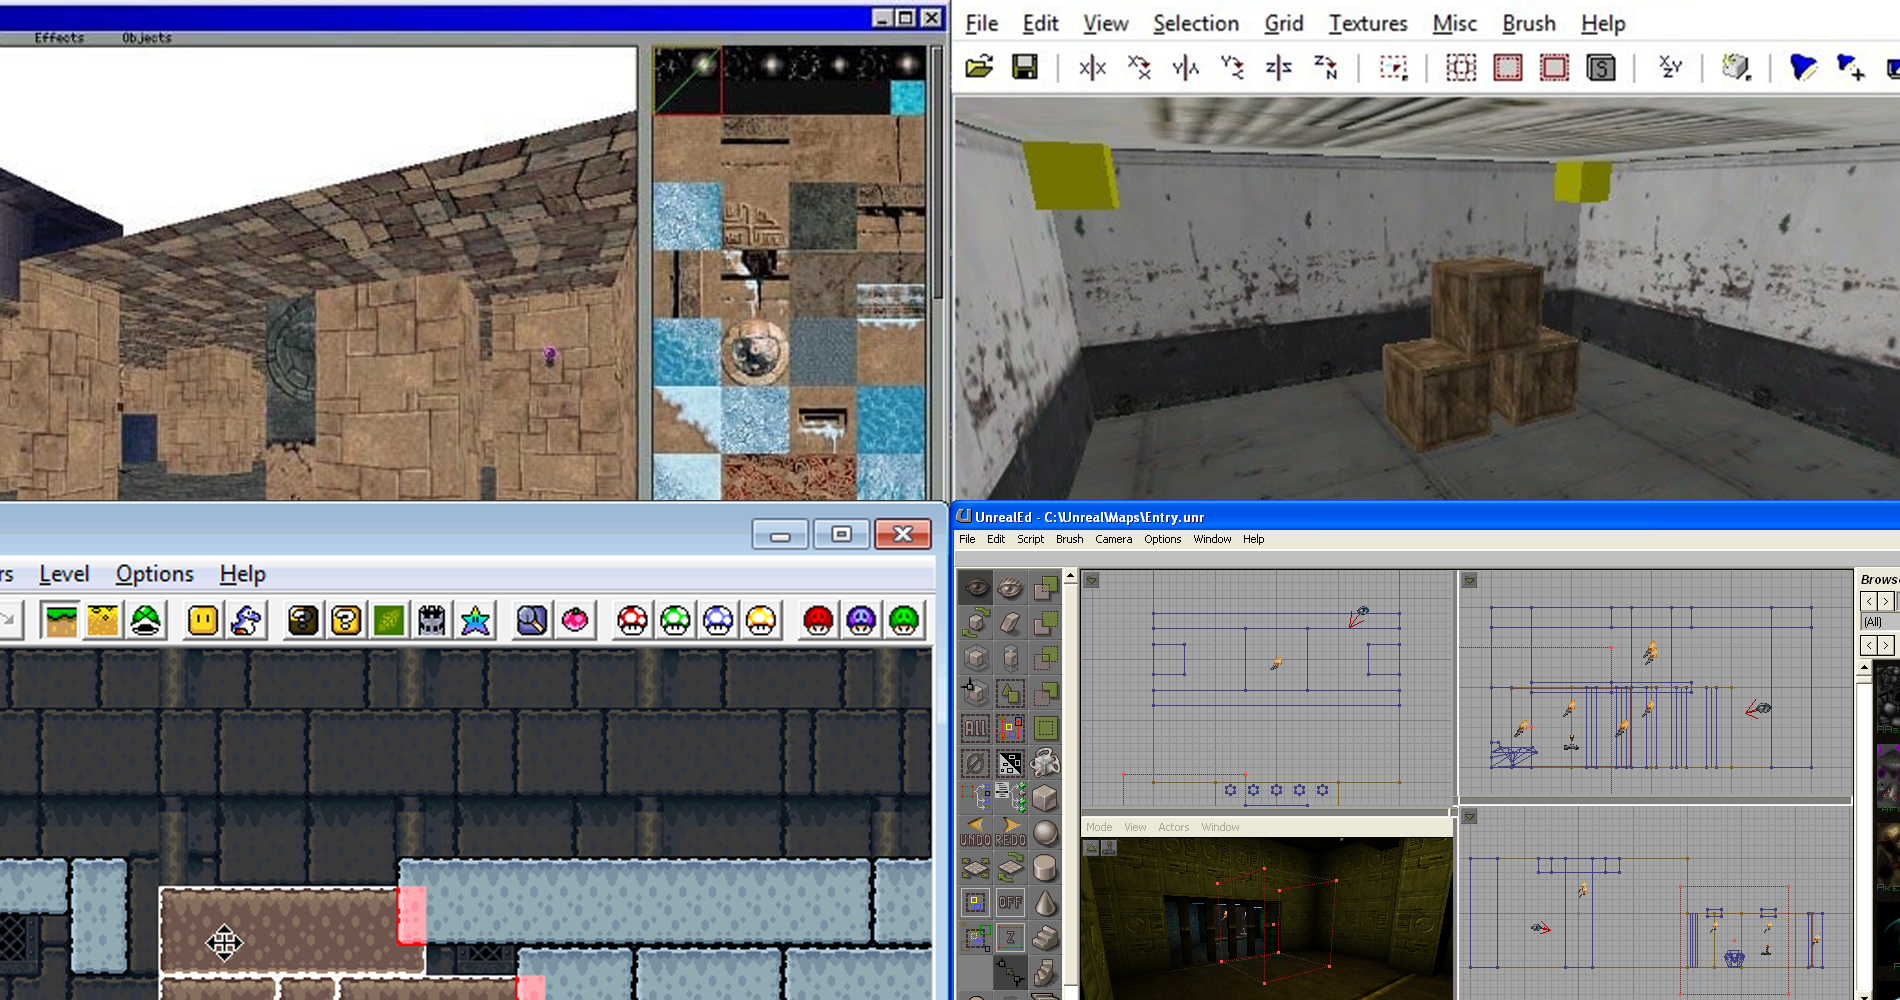 Effects Objects
File Edit View Selection Grid Textures Misc Brush Help
X|X X Y|Y Y Z|Z Z N S XYZ
rs Level Options Help
UnrealEd - C:\Unreal\Maps\Entry.unr
File Edit Script Brush Camera Options Window Help
Brows
(All)
ALL
UNDO REDO
OFF
Z
Mode View Actors Window